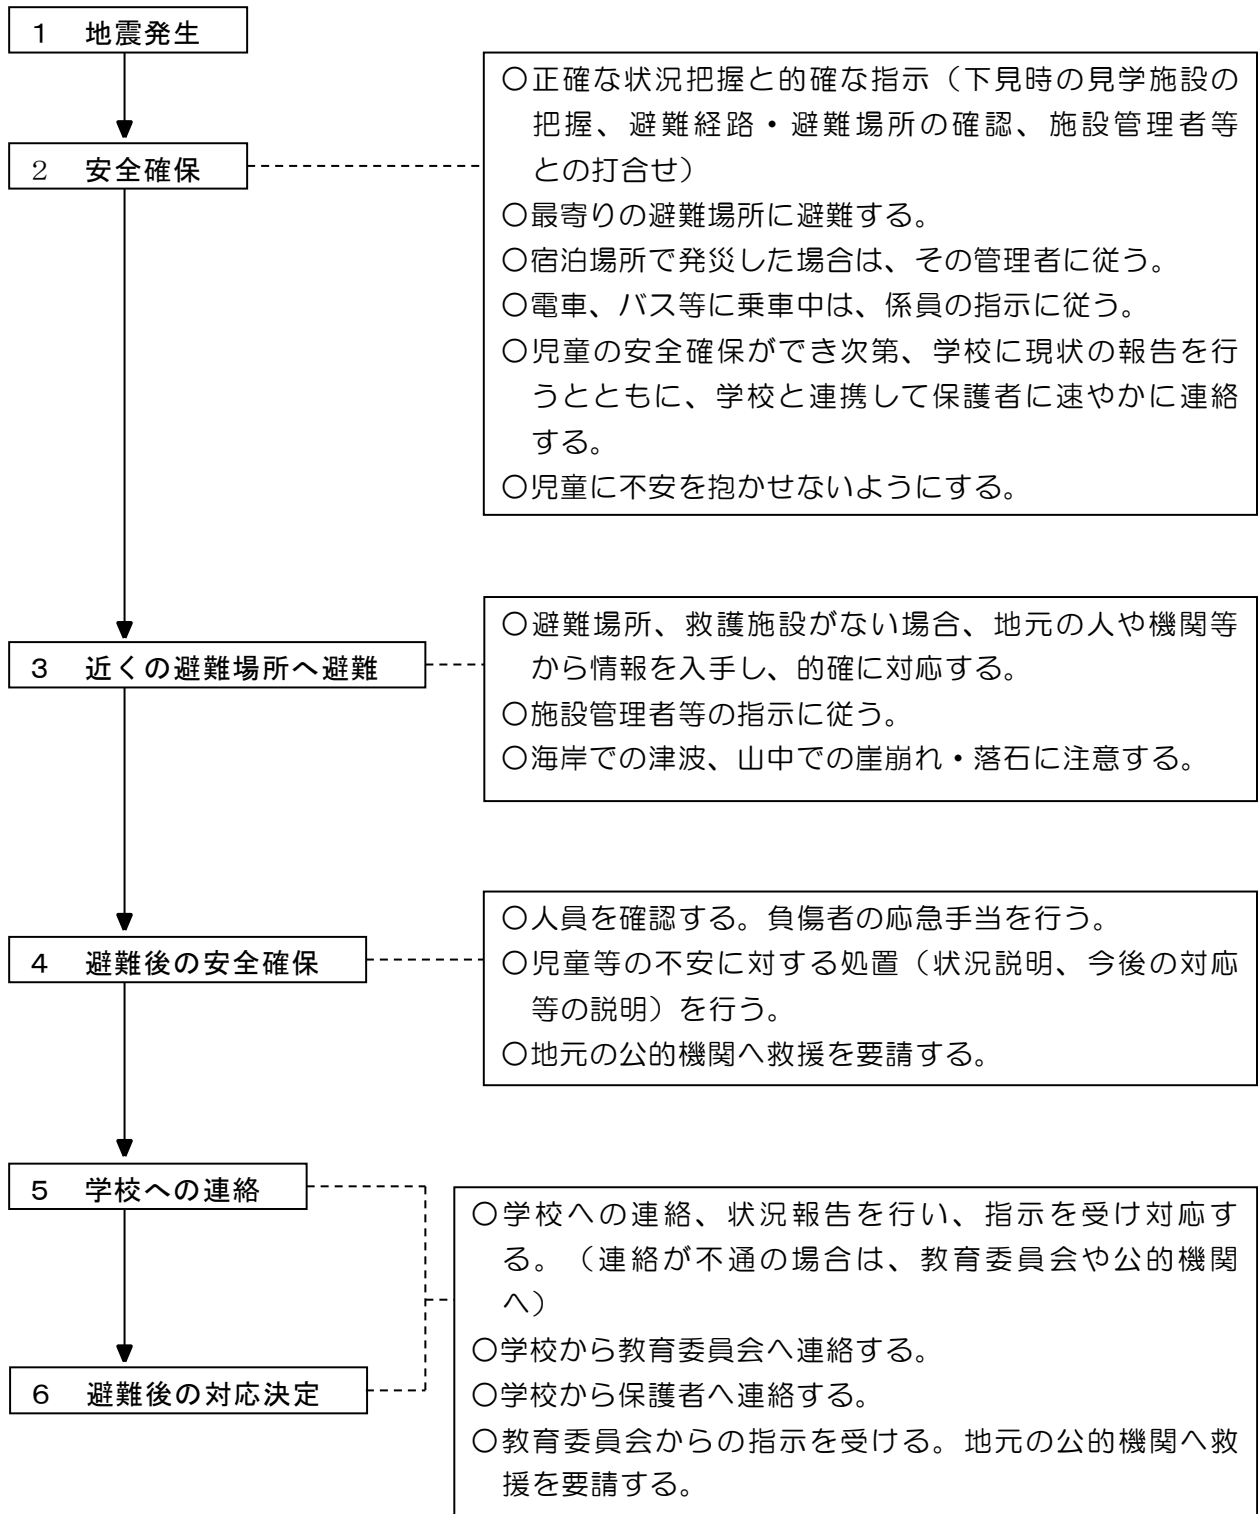 1 地震発生
2 安全確保
○正確な状況把握と的確な指示（下見時の見学施設の
把握、避難経路・避難場所の確認、施設管理者等
との打合せ）
○最寄りの避難場所に避難する。
○宿泊場所で発災した場合は、その管理者に従う。
○電車、バス等に乗車中は、係員の指示に従う。
○児童の安全確保ができ次第、学校に現状の報告を行
うとともに、学校と連携して保護者に速やかに連絡
する。
○児童に不安を抱かせないようにする。
3 近くの避難場所へ避難
○避難場所、救護施設がない場合、地元の人や機関等
から情報を入手し、的確に対応する。
○施設管理者等の指示に従う。
○海岸での津波、山中での崖崩れ・落石に注意する。
4 避難後の安全確保
○人員を確認する。負傷者の応急手当を行う。
○児童等の不安に対する処置（状況説明、今後の対応
等の説明）を行う。
○地元の公的機関へ救援を要請する。
5 学校への連絡
6 避難後の対応決定
○学校への連絡、状況報告を行い、指示を受け対応す
る。（連絡が不通の場合は、教育委員会や公的機関
へ）
○学校から教育委員会へ連絡する。
○学校から保護者へ連絡する。
○教育委員会からの指示を受ける。地元の公的機関へ救
援を要請する。